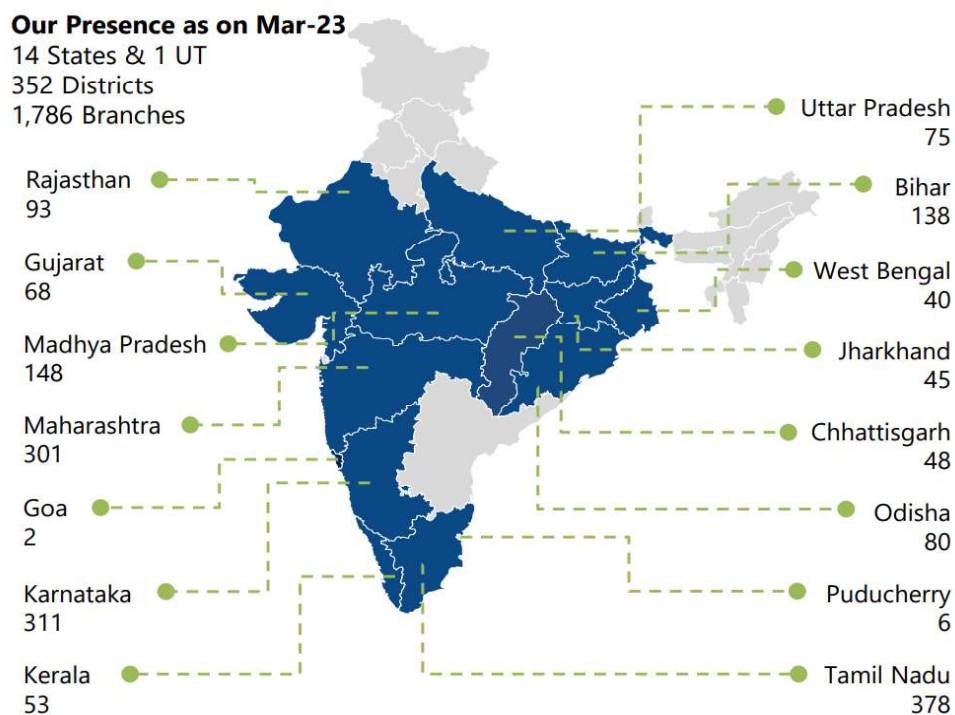 Our Presence as on Mar-23
14 States & 1 UT
352 Districts
1,786 Branches
Rajasthan
93
Gujarat
68
Madhya Pradesh
148
Maharashtra
301
Goa
2
Karnataka
311
Kerala
53
Uttar Pradesh
75
Bihar
138
West Bengal
40
Jharkhand
45
Chhattisgarh
48
Odisha
80
Puducherry
6
Tamil Nadu
378